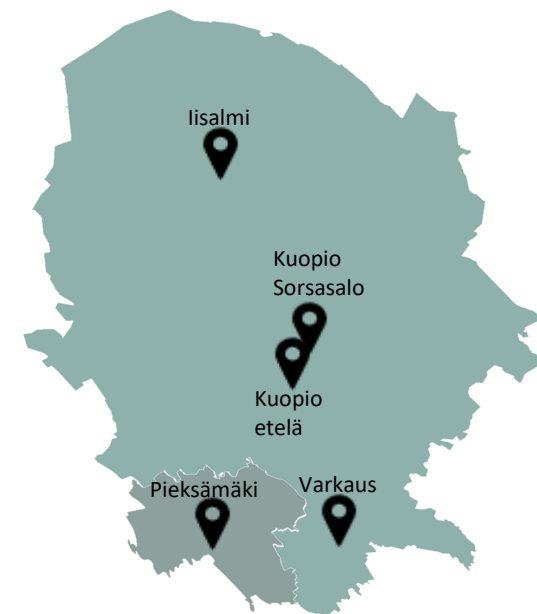 Iisalmi
Kuopio
Sorsasalo
Kuopio
etelä
Pieksämäki
Varkaus